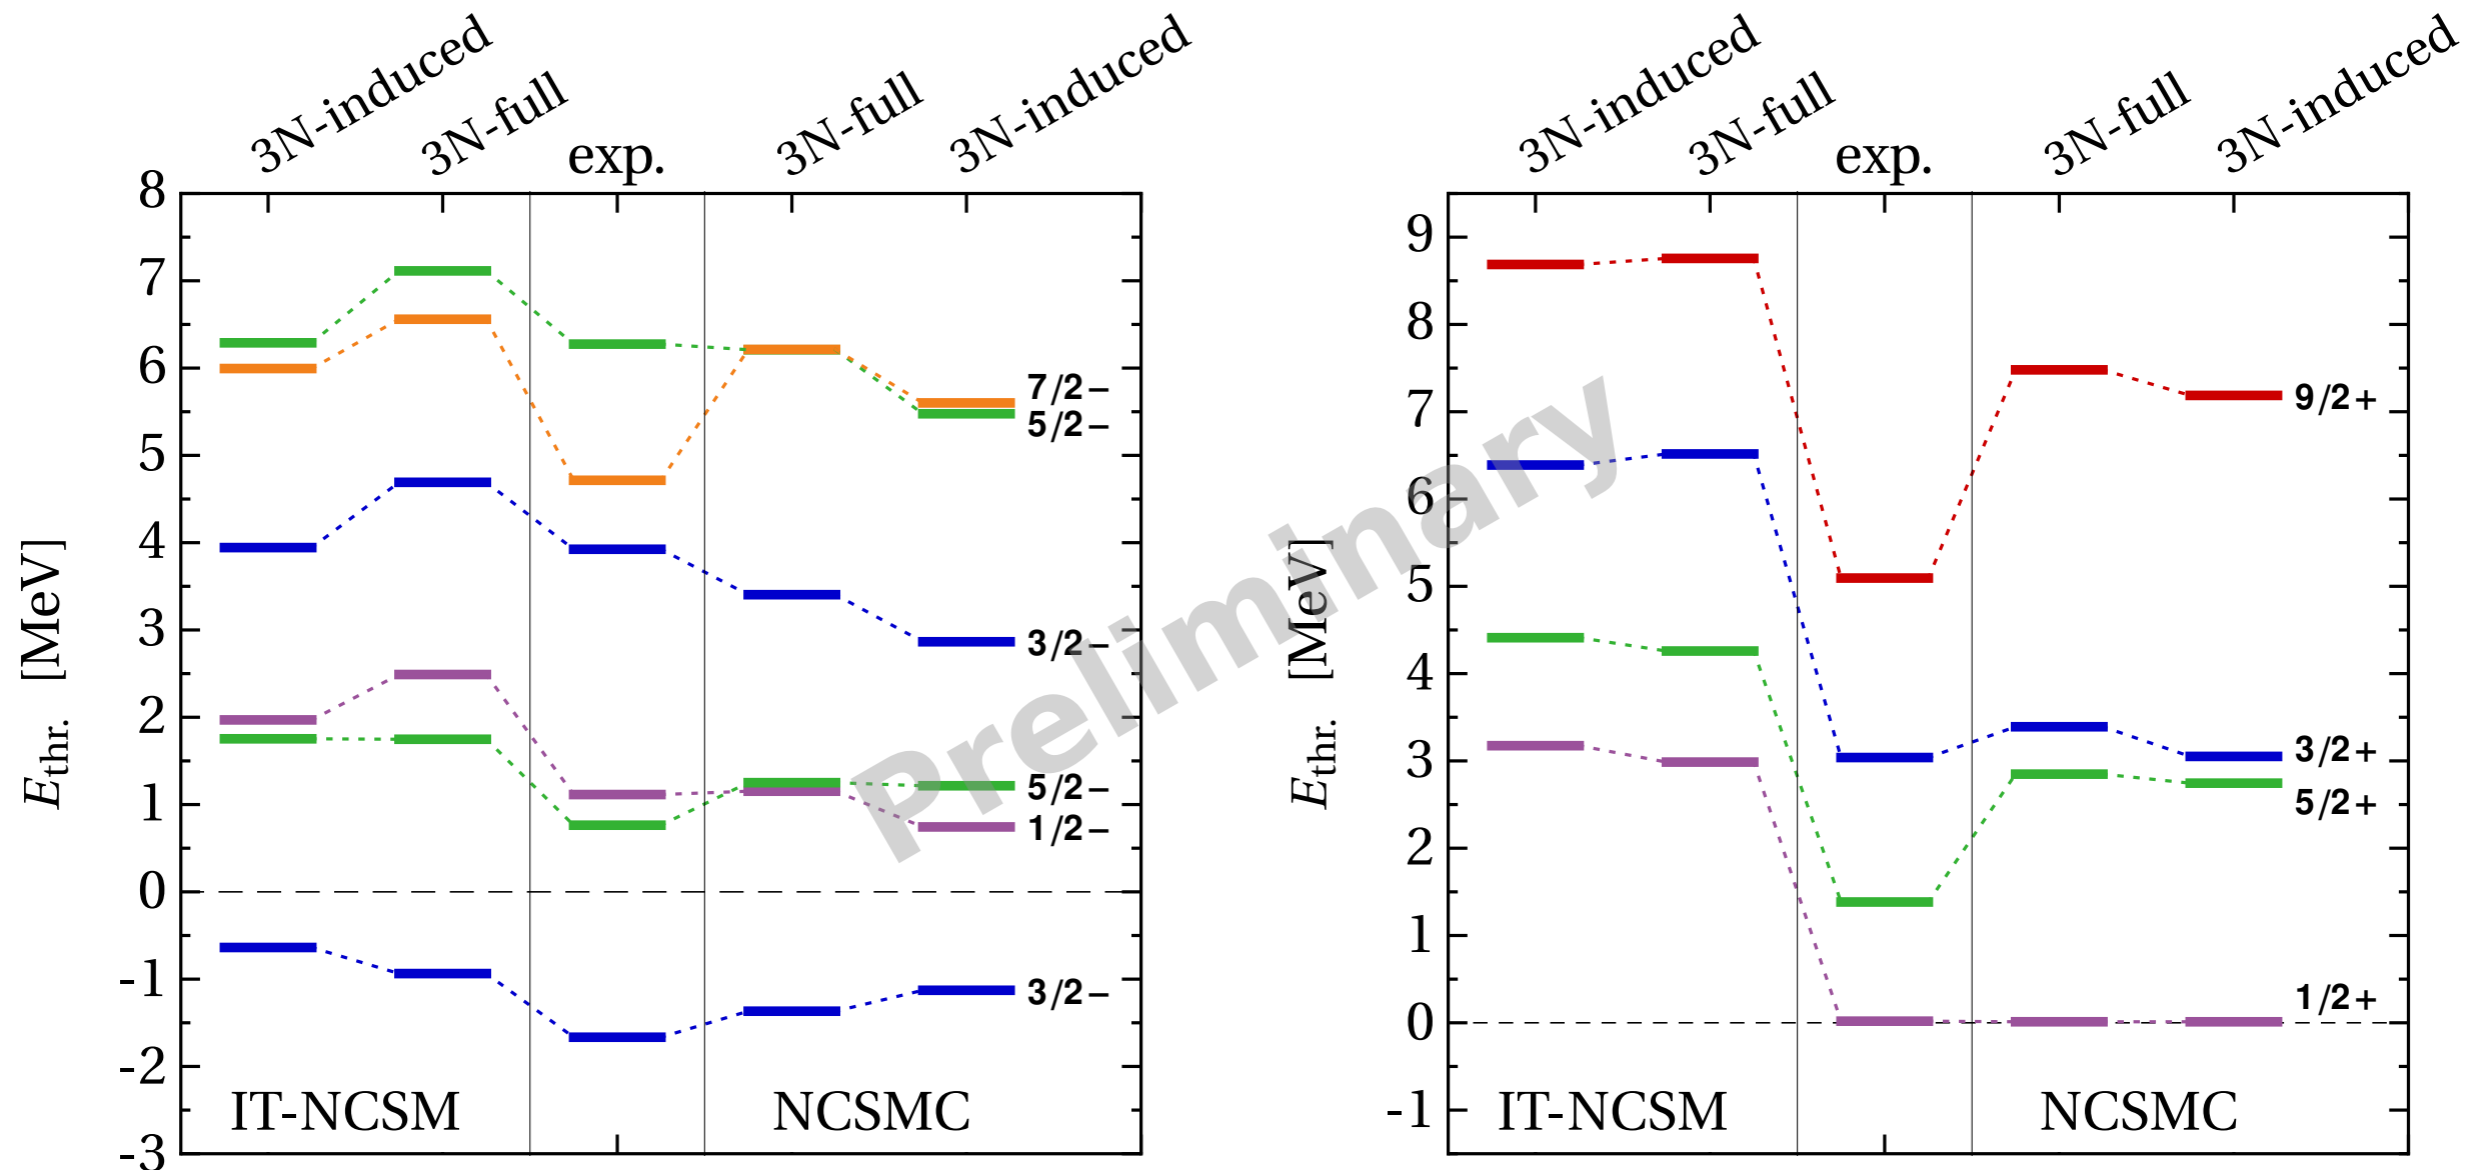 3N-induced
3N-full
exp.
3N-full
3N-induced
8
7
6
5
4
3
2
1
0
-1
-2
-3
E thr. [MeV]
7/2−
5/2−
3/2−
5/2−
1/2−
3/2−
IT-NCSM
NCSMC
Preliminary
3N-induced
3N-full
exp.
3N-full
3N-induced
9
8
7
6
5
4
3
2
1
0
-1
E thr. [MeV]
9/2+
3/2+
5/2+
1/2+
IT-NCSM
NCSMC